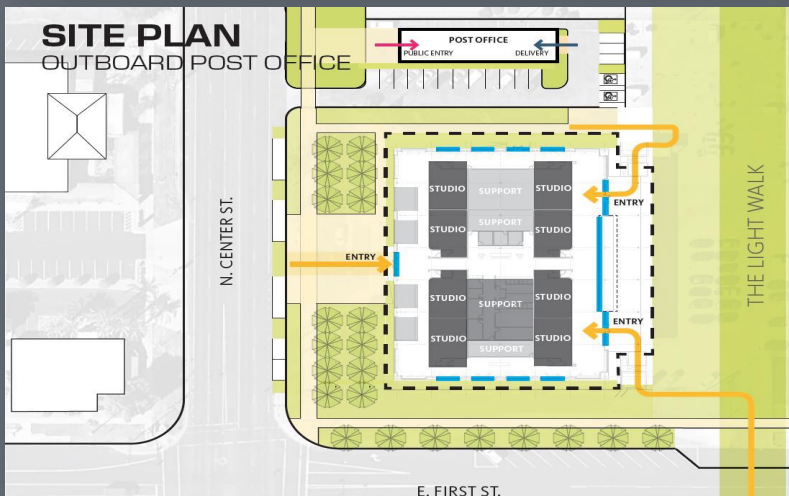 SITE PLAN
OUTBOARD POST OFFICE
POST OFFICE
PUBLIC ENTRY
DELIVERY
N. CENTER ST.
THE LIGHT WALK
STUDIO
SUPPORT
STUDIO
ENTRY
STUDIO
SUPPORT
STUDIO
ENTRY
STUDIO
SUPPORT
STUDIO
ENTRY
STUDIO
SUPPORT
STUDIO
E. FIRST ST.